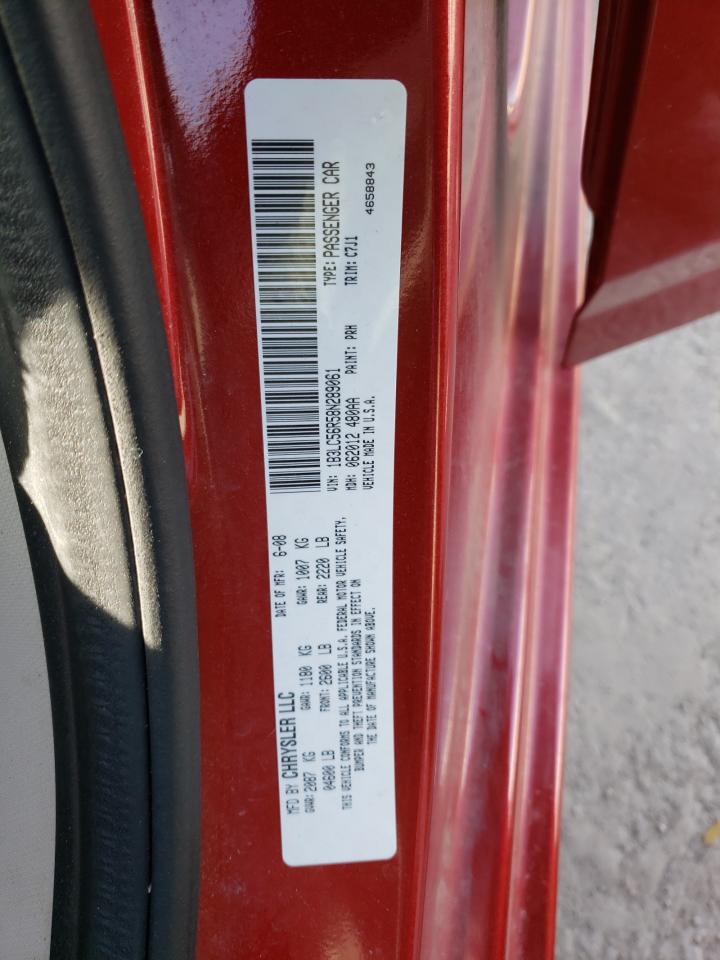 MFD BY CHRYSLER LLC DATE OF MFR: 6-08
GVWR: 2087 KG GAWR: 1180 KG GAWR: 1007 KG
04600 LB FRONT: 2600 LB REAR: 2220 LB
THIS VEHICLE CONFORMS TO ALL APPLICABLE U.S.A. FEDERAL MOTOR VEHICLE SAFETY,
BUMPER AND THEFT PREVENTION STANDARDS IN EFFECT ON
THE DATE OF MANUFACTURE SHOWN ABOVE.
VIN: 1B3LC56R58N289061 TYPE: PASSENGER CAR
MDH: 062012 480AA PAINT: PRH TRIM: C7J1
VEHICLE MADE IN U.S.A. 4658843